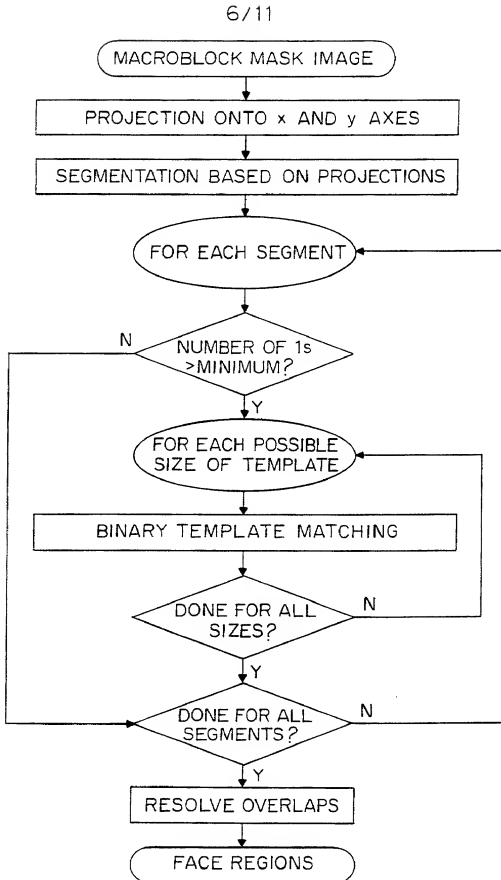 6/11
MACROBLOCK MASK IMAGE
PROJECTION ONTO x AND y AXES
SEGMENTATION BASED ON PROJECTIONS
FOR EACH SEGMENT
N
NUMBER OF 1s
>MINIMUM?
Y
FOR EACH POSSIBLE
SIZE OF TEMPLATE
BINARY TEMPLATE MATCHING
DONE FOR ALL
SIZES?
N
Y
DONE FOR ALL
SEGMENTS?
N
Y
RESOLVE OVERLAPS
FACE REGIONS